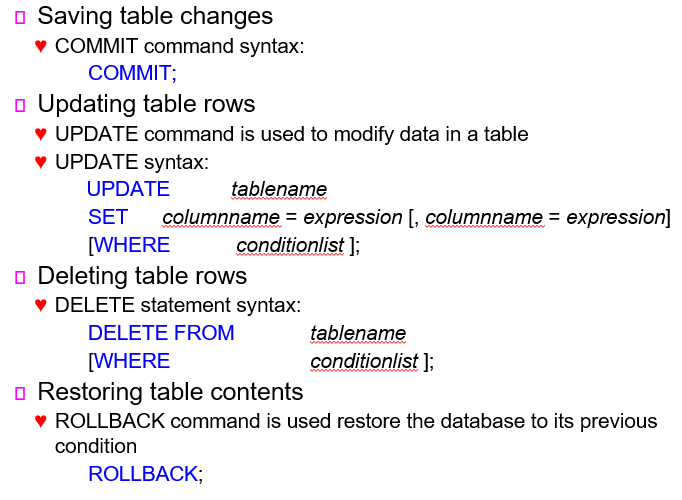 Saving table changes
COMMIT command syntax:
COMMIT;
Updating table rows
UPDATE command is used to modify data in a table
UPDATE syntax:
UPDATE tablename
SET columnname = expression [, columnname = expression]
[WHERE conditionlist ];
Deleting table rows
DELETE statement syntax:
DELETE FROM tablename
[WHERE conditionlist ];
Restoring table contents
ROLLBACK command is used restore the database to its previous
condition
ROLLBACK;